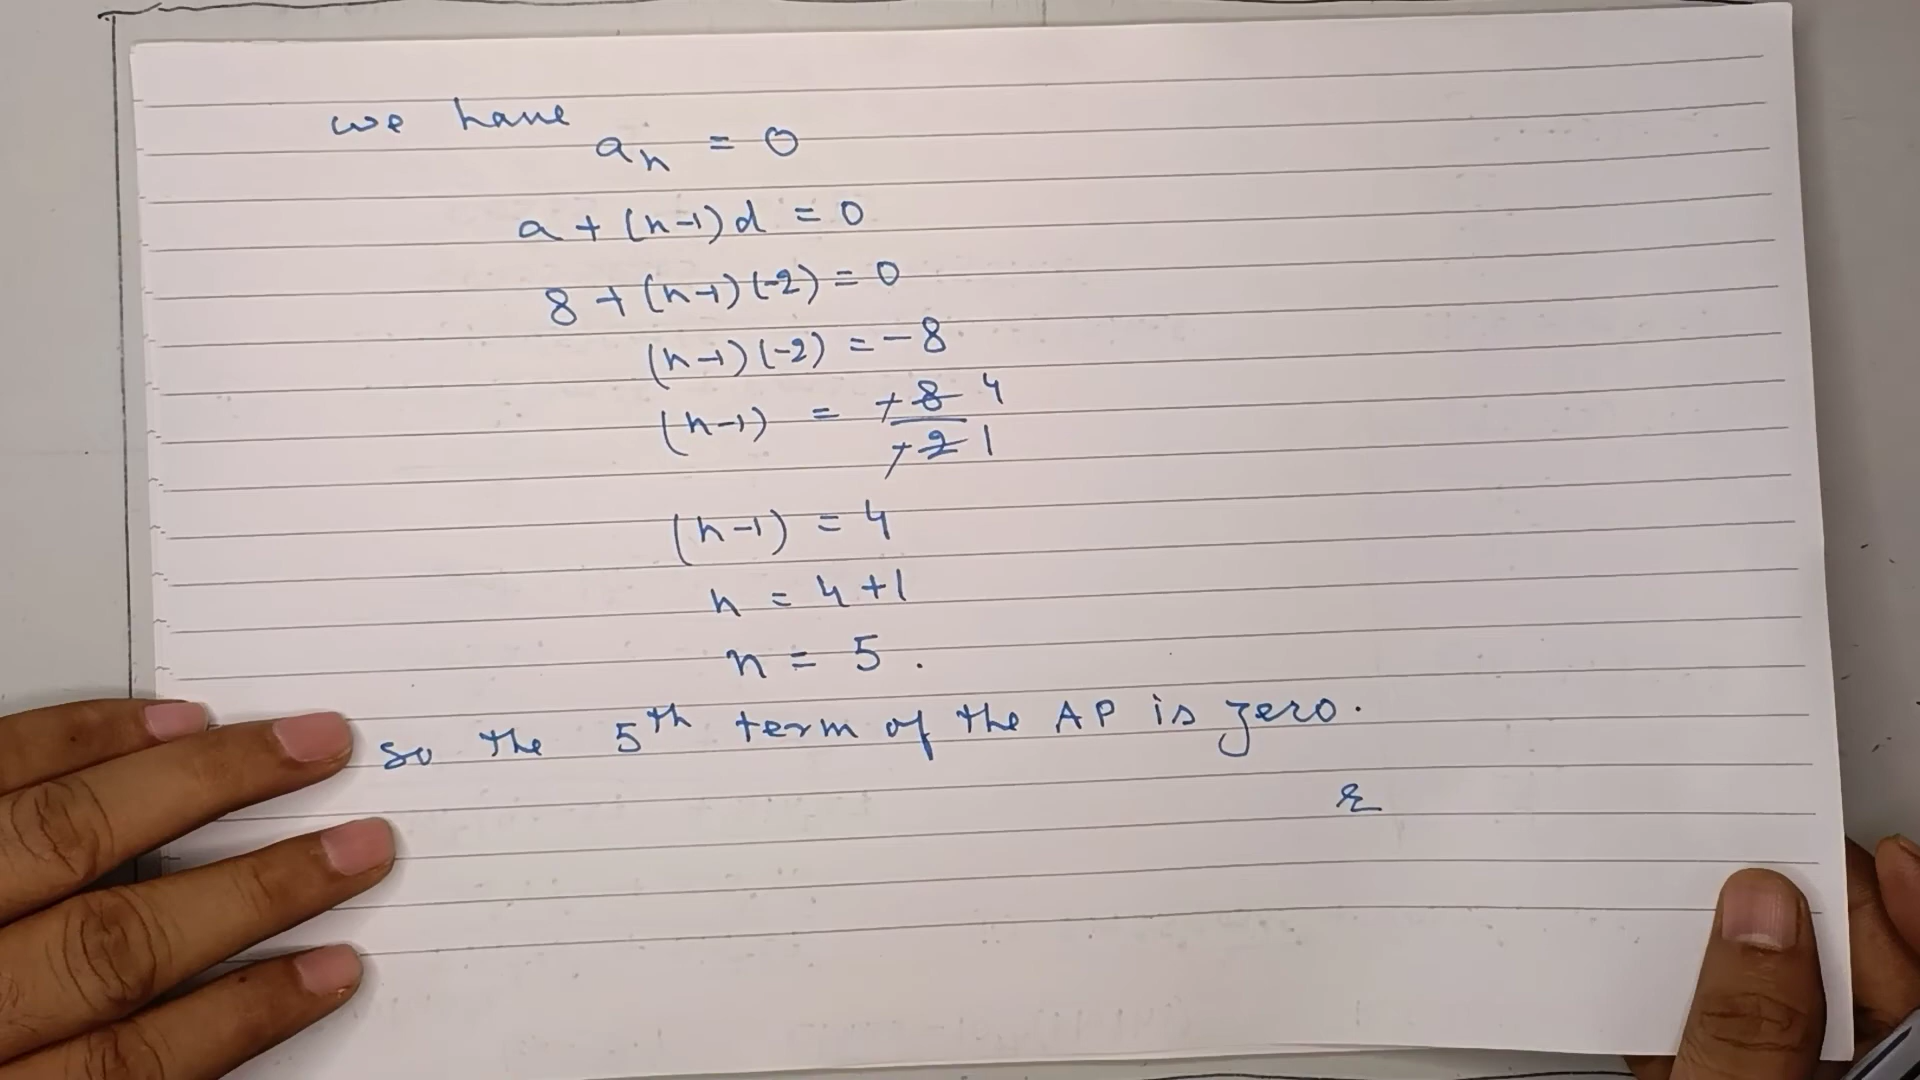 we have
an = 0
a + (n-1)d = 0
8 + (n-1)(-2) = 0
(n-1)(-2) = -8
(n-1) = -8 4
-2 1
(n-1) = 4
n = 4+1
n = 5.
So the 5th term of the AP is zero.